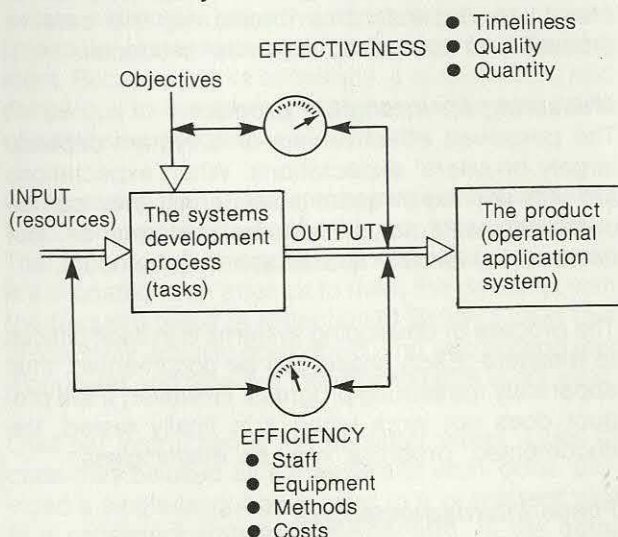 EFFECTIVENESS
● Timeliness
● Quality
● Quantity
Objectives
INPUT
(resources)
The systems
development
process
(tasks)
OUTPUT
The product
(operational
application
system)
EFFICIENCY
● Staff
● Equipment
● Methods
● Costs